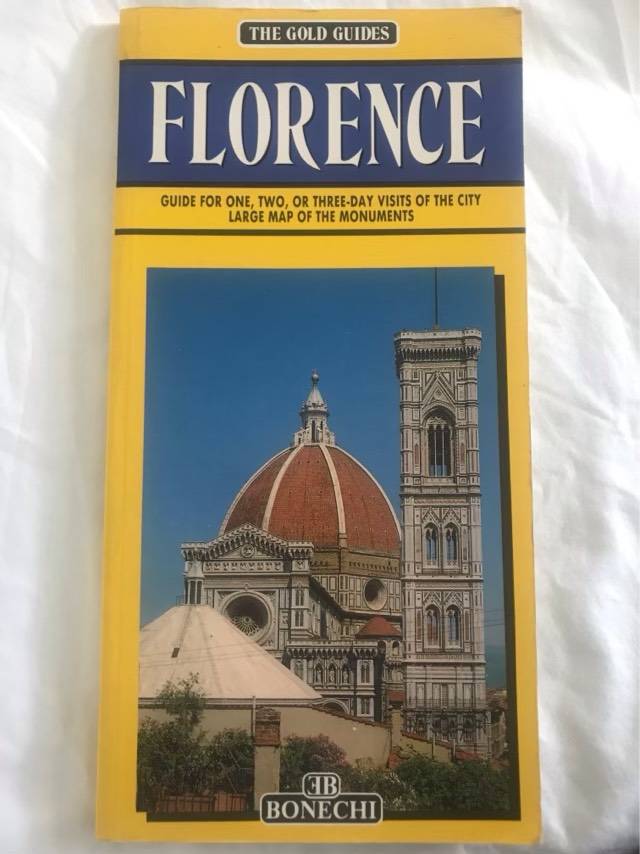 THE GOLD GUIDES
FLORENCE
GUIDE FOR ONE, TWO, OR THREE-DAY VISITS OF THE CITY
LARGE MAP OF THE MONUMENTS
EB
BONECHI